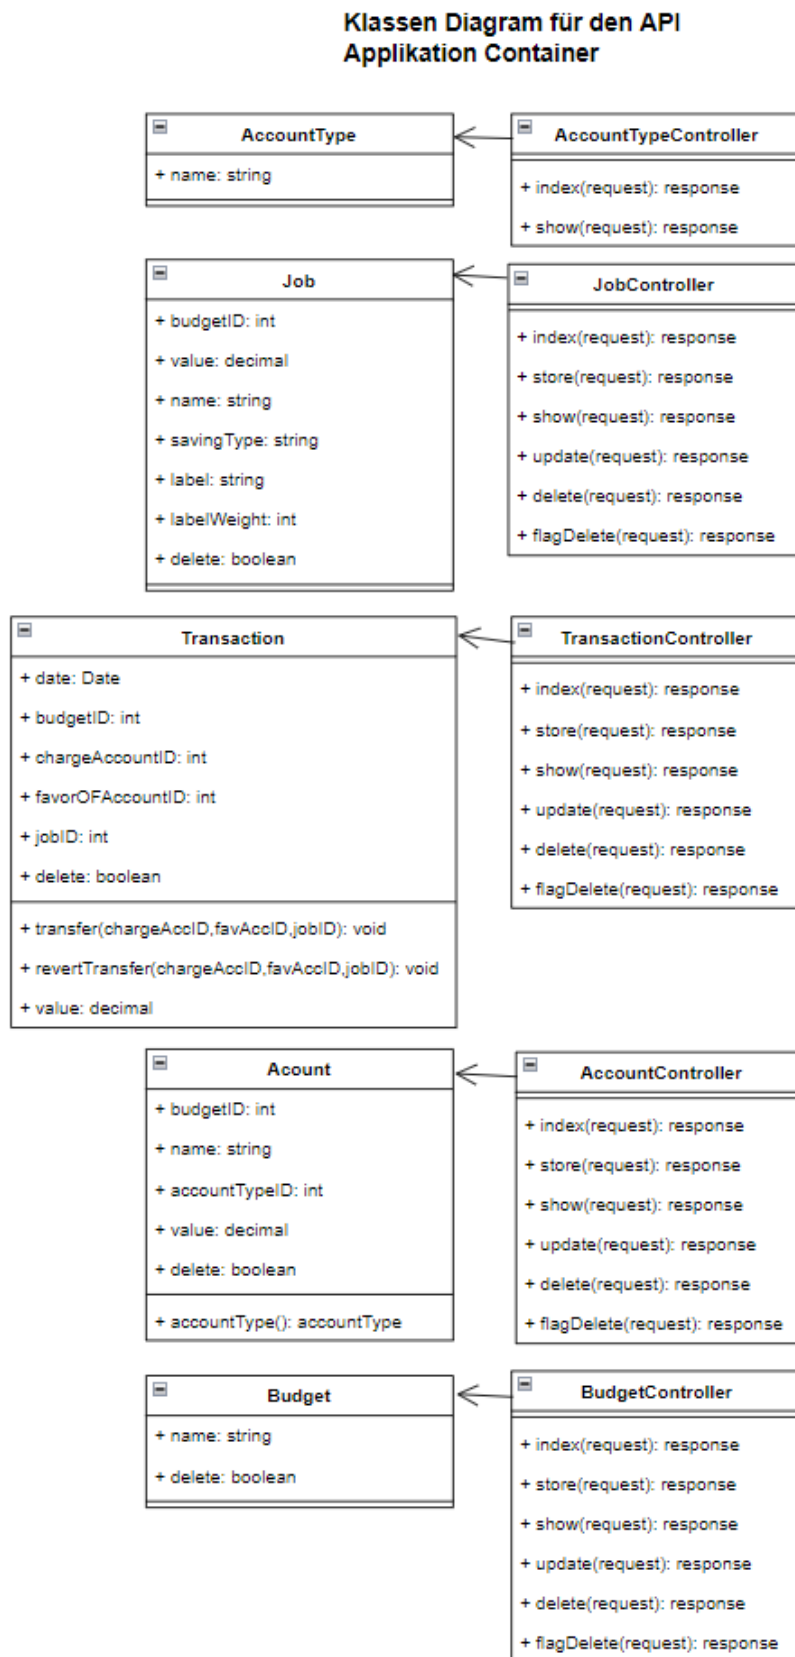 Klassen Diagram für den API
Applikation Container
AccountType
+ name: string
AccountTypeController
+ index(request): response
+ show(request): response
Job
+ budgetID: int
+ value: decimal
+ name: string
+ savingType: string
+ label: string
+ labelWeight: int
+ delete: boolean
JobController
+ index(request): response
+ store(request): response
+ show(request): response
+ update(request): response
+ delete(request): response
+ flagDelete(request): response
Transaction
+ date: Date
+ budgetID: int
+ chargeAccountID: int
+ favorOFAccountID: int
+ jobID: int
+ delete: boolean
+ transfer(chargeAccID,favAccID,jobID): void
+ revertTransfer(chargeAccID,favAccID,jobID): void
+ value: decimal
TransactionController
+ index(request): response
+ store(request): response
+ show(request): response
+ update(request): response
+ delete(request): response
+ flagDelete(request): response
Acount
+ budgetID: int
+ name: string
+ accountTypeID: int
+ value: decimal
+ delete: boolean
+ accountType(): accountType
AccountController
+ index(request): response
+ store(request): response
+ show(request): response
+ update(request): response
+ delete(request): response
+ flagDelete(request): response
Budget
+ name: string
+ delete: boolean
BudgetController
+ index(request): response
+ store(request): response
+ show(request): response
+ update(request): response
+ delete(request): response
+ flagDelete(request): response